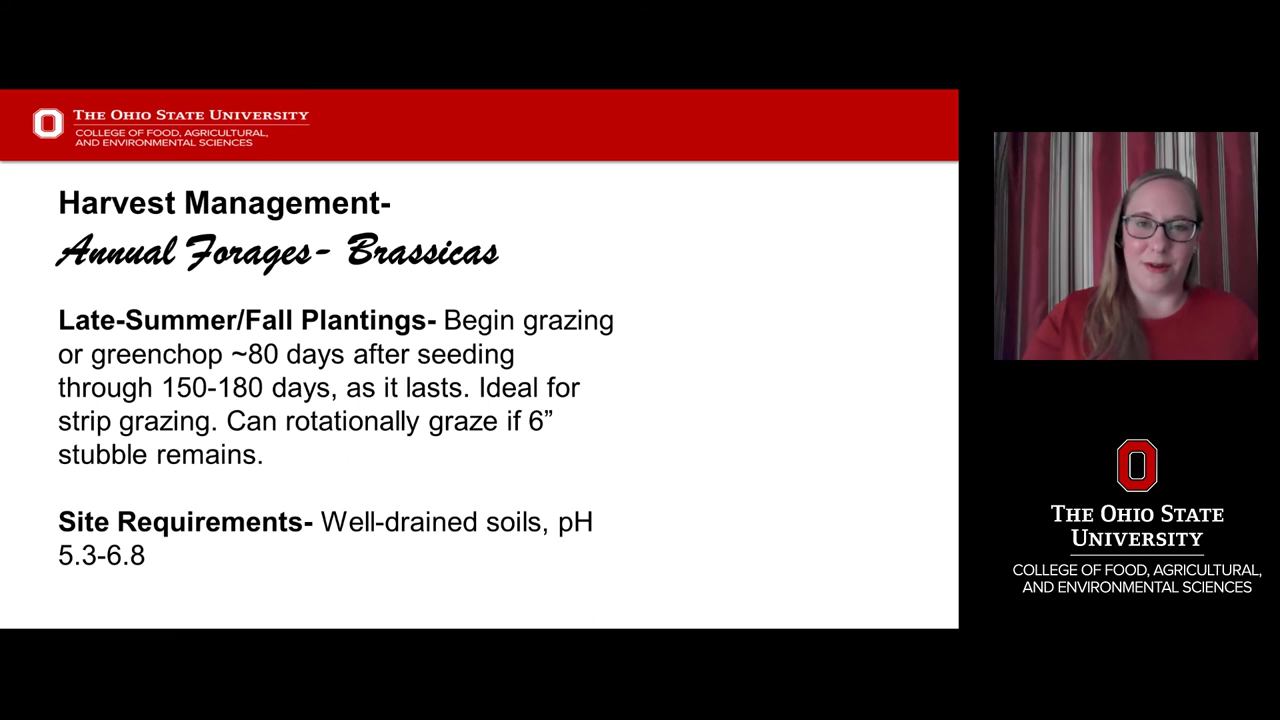 THE OHIO STATE UNIVERSITY
COLLEGE OF FOOD, AGRICULTURAL,
AND ENVIRONMENTAL SCIENCES
Harvest Management-
Annual Forages- Brassicas
Late-Summer/Fall Plantings- Begin grazing
or greenchop ~80 days after seeding
through 150-180 days, as it lasts. Ideal for
strip grazing. Can rotationally graze if 6”
stubble remains.
Site Requirements- Well-drained soils, pH
5.3-6.8
THE OHIO STATE
UNIVERSITY
COLLEGE OF FOOD, AGRICULTURAL,
AND ENVIRONMENTAL SCIENCES